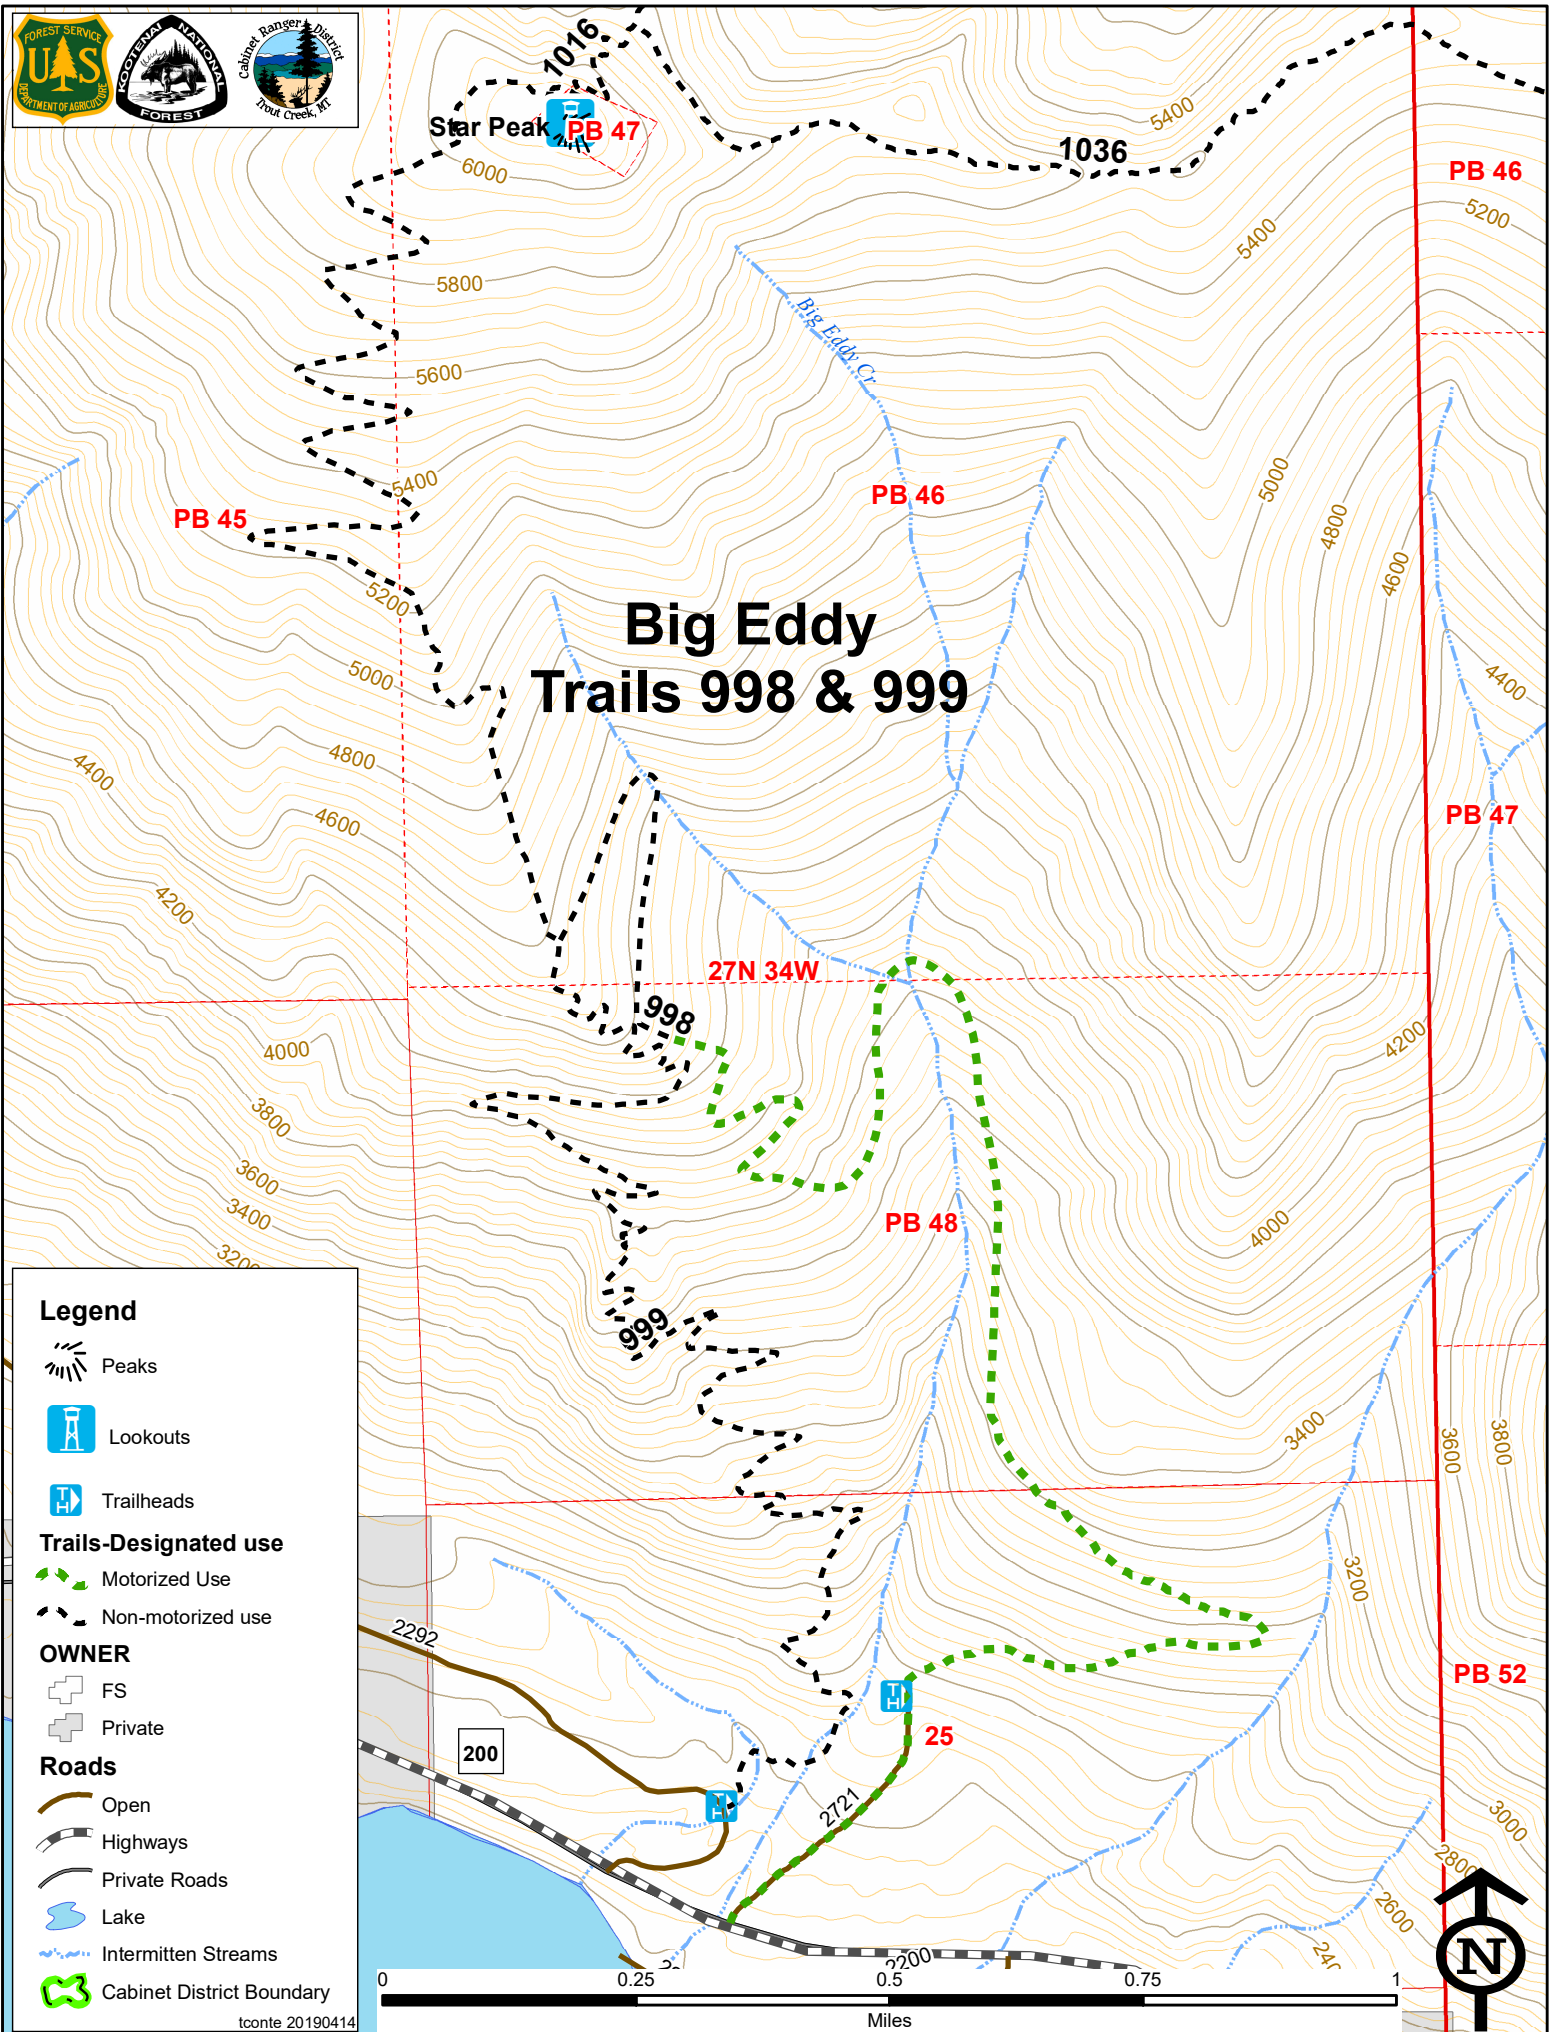 FOREST SERVICE
US
DEPARTMENT OF AGRICULTURE
KOOTENAI NATIONAL
FOREST
Cabinet Ranger District
Trout Creek, MT
1016
Star Peak
PB 47
6000
5400
1036
PB 46
5200
5400
5800
Big Eddy Cr
5600
5400
PB 45
PB 46
5000
4800
4600
5200
Big Eddy
Trails 998 & 999
5000
4400
4800
4400
4600
PB 47
4200
27N 34W
998
4000
4200
3800
3600
3400
3200
PB 48
4000
999
3400
3600
3800
3200
2292
PB 52
25
200
2721
3000
2800
2600
2200
Legend
Peaks
Lookouts
TH
Trailheads
Trails-Designated use
Motorized Use
Non-motorized use
OWNER
FS
Private
Roads
Open
Highways
Private Roads
Lake
Intermitten Streams
Cabinet District Boundary
tconte 20190414
TH
TH
N
0 0.25 0.5 0.75 1
Miles